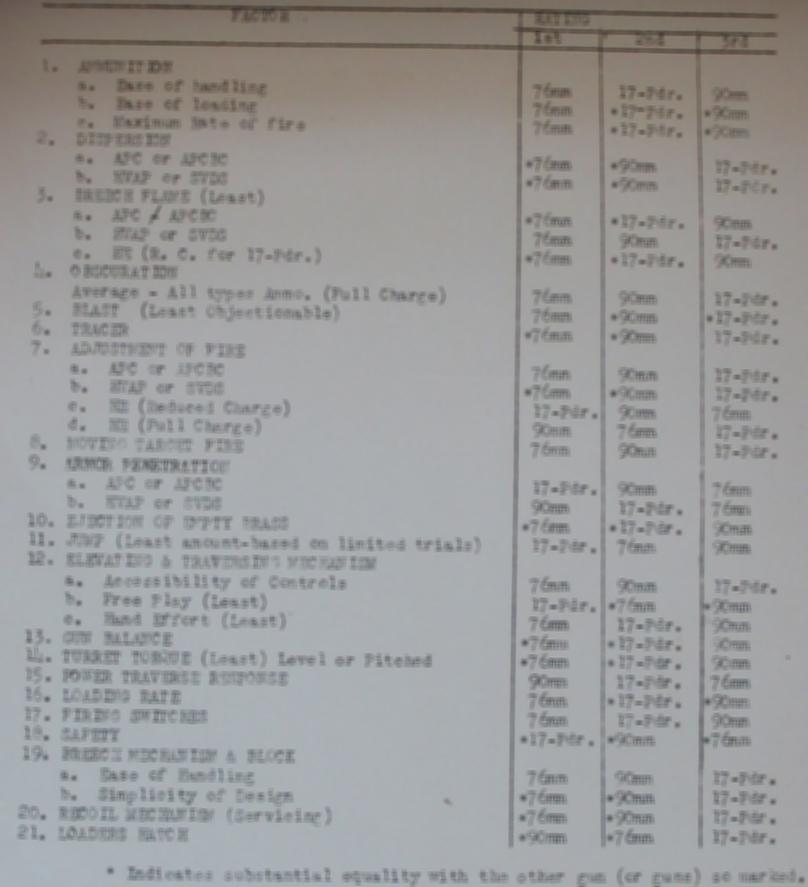 FACTOR RATING
1st 2nd 3rd
1. AMMUNITION
a. Ease of handling 76mm 17-Pdr. 90mm
b. Ease of loading 76mm *17-Pdr. *90mm
c. Maximum Rate of fire 76mm *17-Pdr. *90mm
2. DISPERSION
a. APC or APCBC *76mm *90mm 17-Pdr.
b. HVAP or SVDS *76mm *90mm 17-Pdr.
3. BREECH FLAME (Least)
a. APC / APCBC *76mm *17-Pdr. 90mm
b. HVAP or SVDS 76mm 90mm 17-Pdr.
c. HE (R. C. for 17-Pdr.) *76mm *17-Pdr. 90mm
4. OBSCURATION
Average - All types Ammo. (Full Charge) 76mm 90mm 17-Pdr.
5. BLAST (Least Objectionable) 76mm *90mm *17-Pdr.
6. TRACER *76mm *90mm 17-Pdr.
7. ADJUSTMENT OF FIRE
a. APC or APCBC 76mm 90mm 17-Pdr.
b. HVAP or SVDS *76mm *90mm 17-Pdr.
c. HE (Reduced Charge) 17-Pdr. 90mm 76mm
d. HE (Full Charge) 90mm 76mm 17-Pdr.
8. MOVING TARGET FIRE 76mm 90mm 17-Pdr.
9. ARMOR PENETRATION
a. APC or APCBC 17-Pdr. 90mm 76mm
b. HVAP or SVDS 90mm 17-Pdr. 76mm
10. EJECTION OF EMPTY BRASS *76mm *17-Pdr. 90mm
11. JUMP (Least amount-based on limited trials) 17-Pdr. 76mm 90mm
12. ELEVATING & TRAVERSING MECHANISM
a. Accessibility of Controls 76mm 90mm 17-Pdr.
b. Free Play (Least) 17-Pdr. *76mm *90mm
c. Hand Effort (Least) 76mm 17-Pdr. 90mm
13. GUN BALANCE *76mm *17-Pdr. 90mm
14. TURRET TORQUE (Least) Level or Pitched *76mm *17-Pdr. 90mm
15. POWER TRAVERSE RESPONSE 90mm 17-Pdr. 76mm
16. LOADING RATE 76mm *17-Pdr. *90mm
17. FIRING SWITCHES 76mm 17-Pdr. 90mm
18. SAFETY *17-Pdr. *90mm *76mm
19. BREECH MECHANISM & BLOCK
a. Ease of Handling 76mm 90mm 17-Pdr.
b. Simplicity of Design *76mm *90mm 17-Pdr.
20. RECOIL MECHANISM (Servicing) *76mm *90mm 17-Pdr.
21. LOADERS HATCH *90mm *76mm 17-Pdr.
* Indicates substantial equality with the other gun (or guns) so marked.